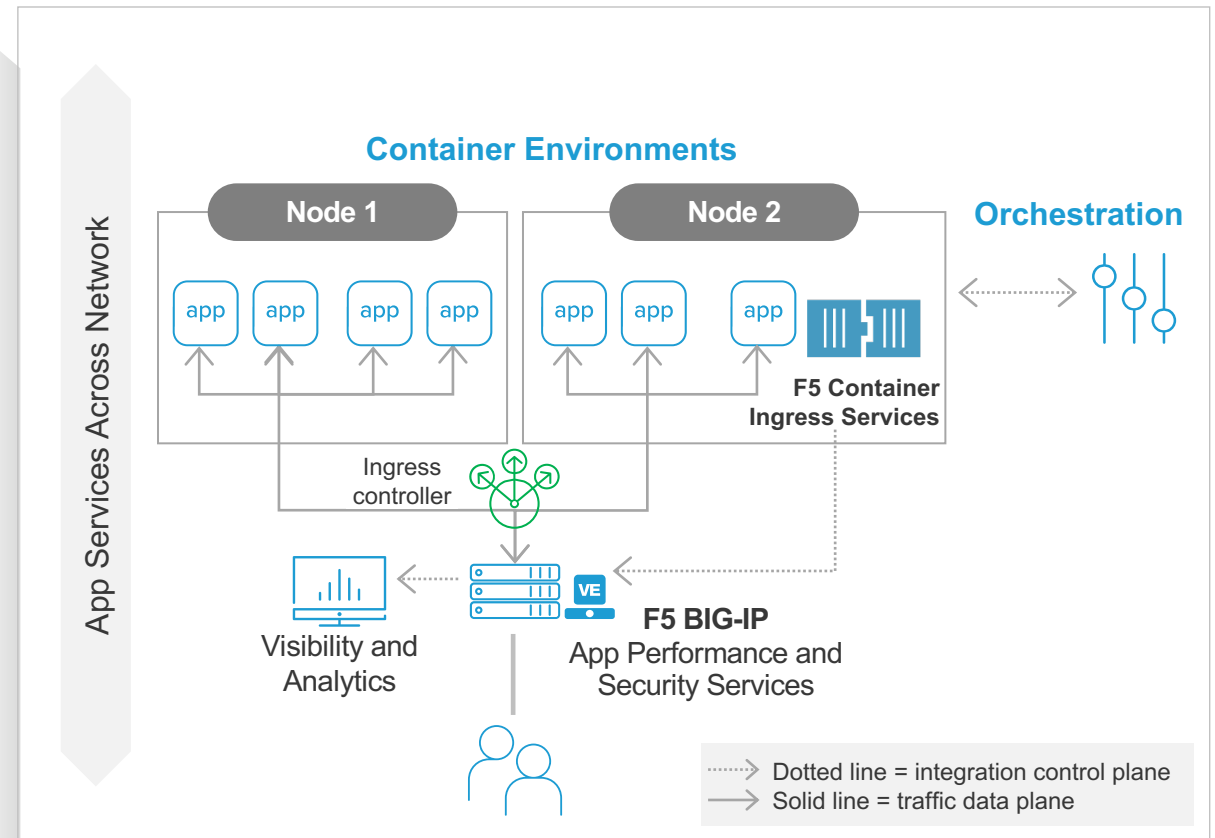 App Services Across Network
Container Environments
Node 1
Node 2
Orchestration
app
app
app
app
app
app
app
F5 Container
Ingress Services
Ingress
controller
VE
F5 BIG-IP
App Performance and
Security Services
Visibility and
Analytics
Dotted line = integration control plane
Solid line = traffic data plane